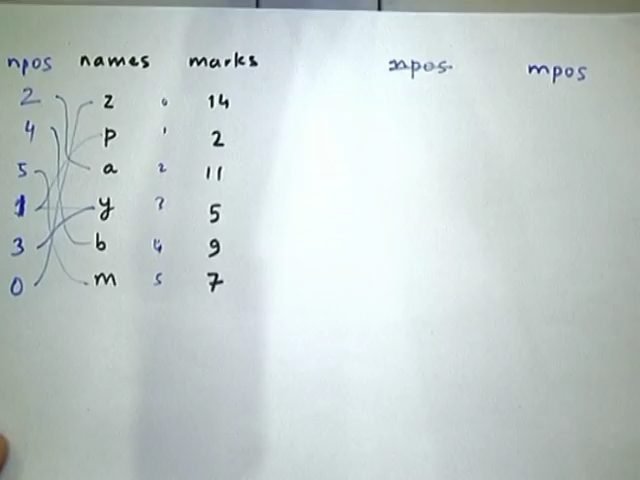 npos names marks npos mpos
2 z 0 14
4 p 1 2
5 a 2 11
1 y 3 5
3 b 4 9
0 m 5 7